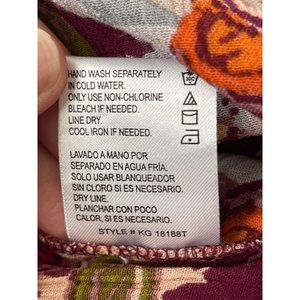 HAND WASH SEPARATELY
IN COLD WATER.
ONLY USE NON-CHLORINE
BLEACH IF NEEDED.
LINE DRY.
COOL IRON IF NEEDED.
LAVADO A MANO POR
SEPARADO EN AGUA FRÍA.
SOLO USAR BLANQUEADOR
SIN CLORO SI ES NECESARIO.
DRY LINE.
PLANCHAR CON POCO
CALOR, SI ES NECESARIO.
STYLE # KG 18188T